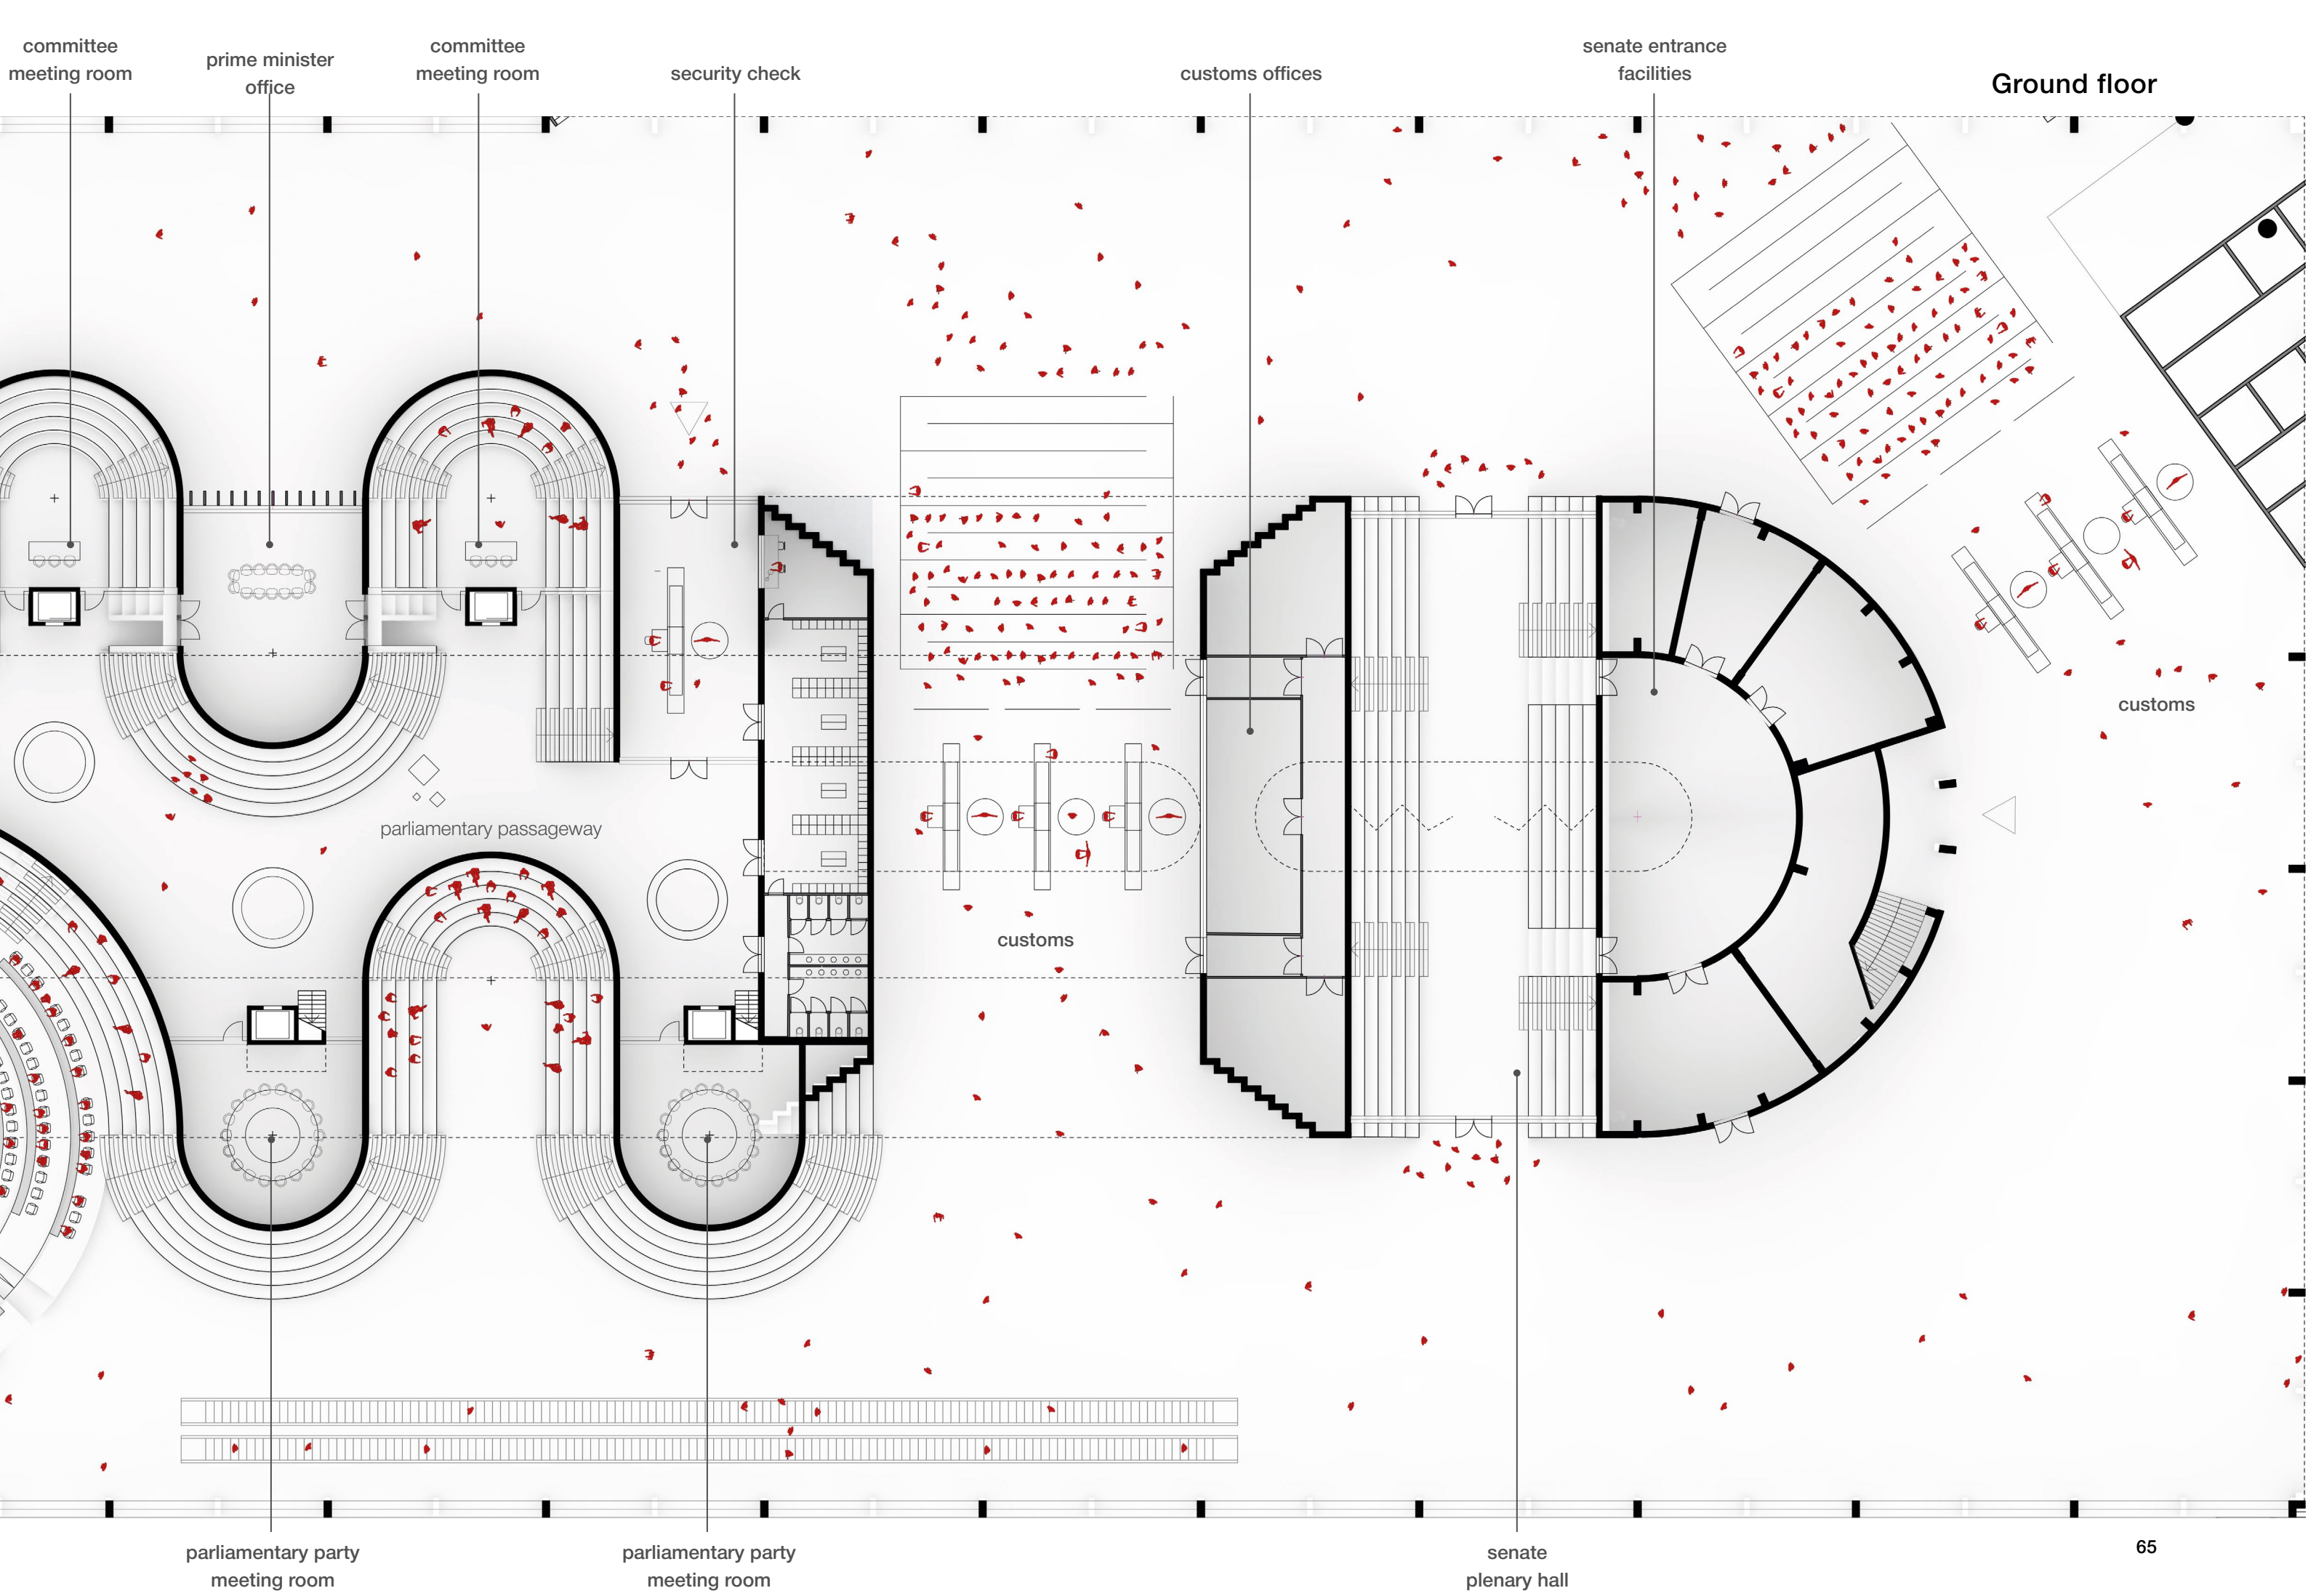 committee
meeting room
prime minister
office
committee
meeting room
security check
customs offices
senate entrance
facilities
Ground floor
customs
parliamentary passageway
customs
parliamentary party
meeting room
parliamentary party
meeting room
senate
plenary hall
65